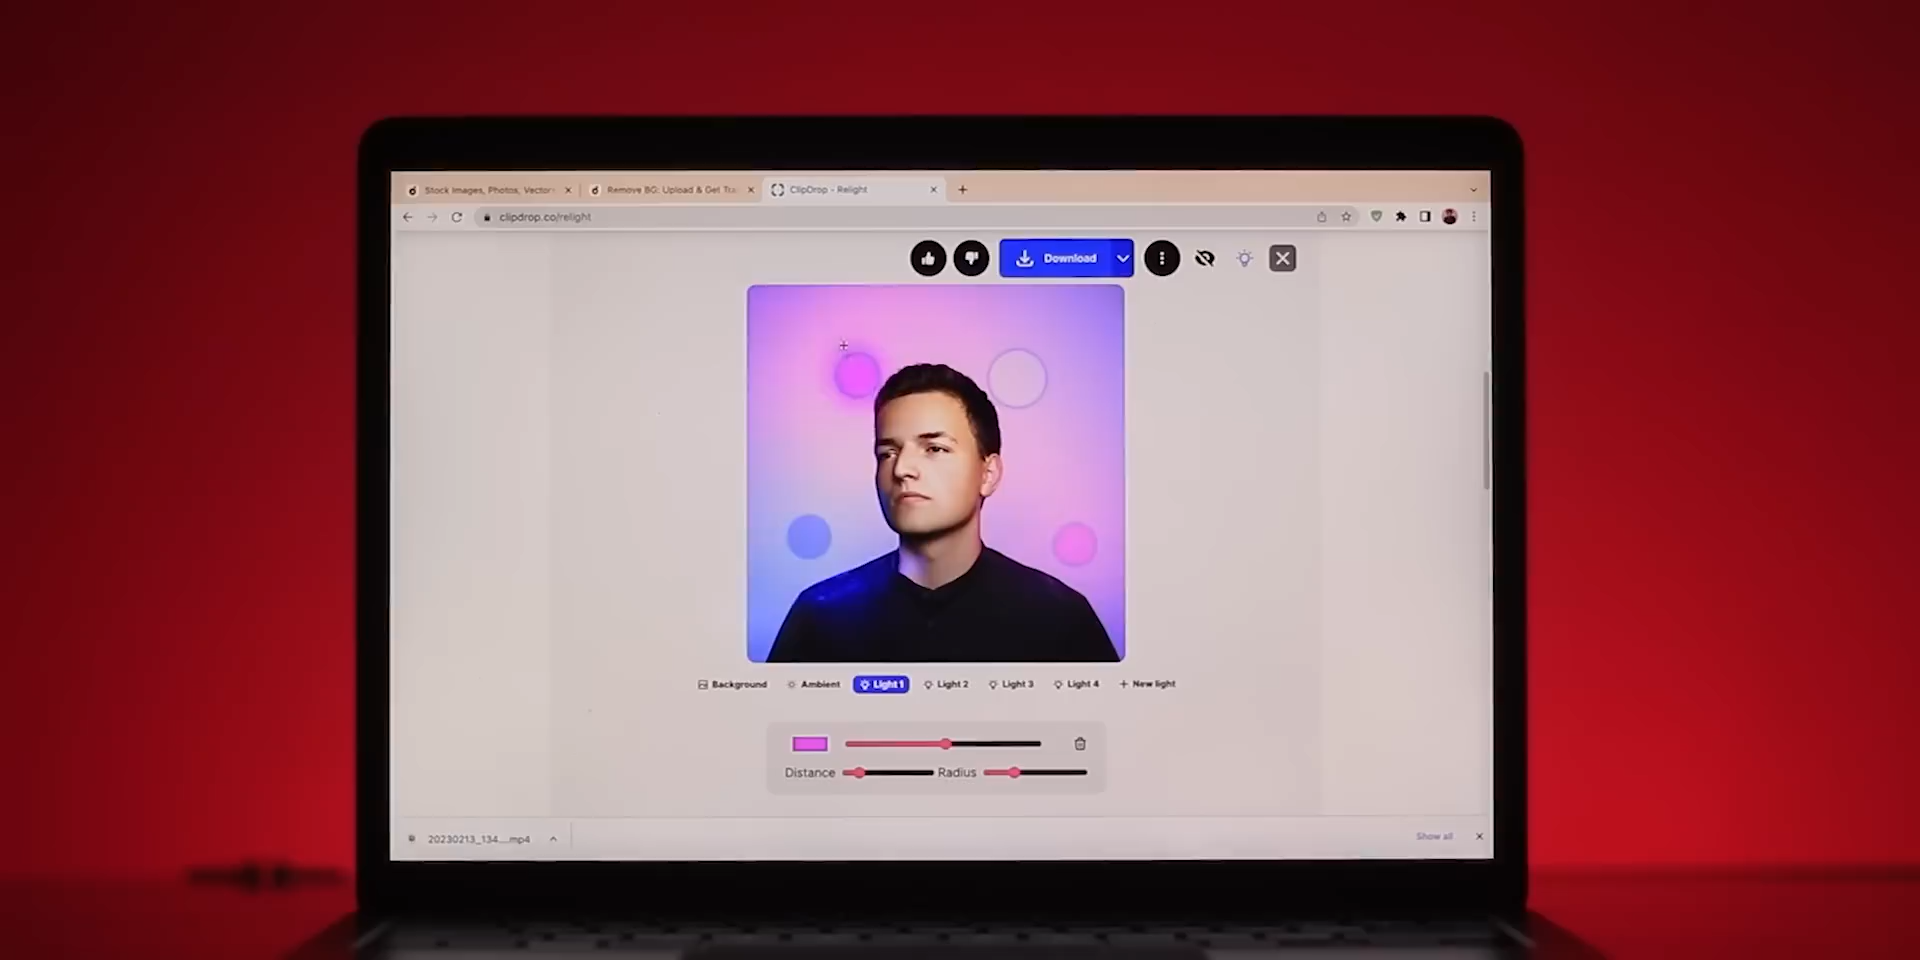 Stock Images, Photos, Vector
Remove BG: Upload & Get Tra
ClipDrop - Relight
clipdrop.co/relight
Download
Background
Ambient
Light 1
Light 2
Light 3
Light 4
New light
Distance
Radius
20230213_134....mp4
Show all